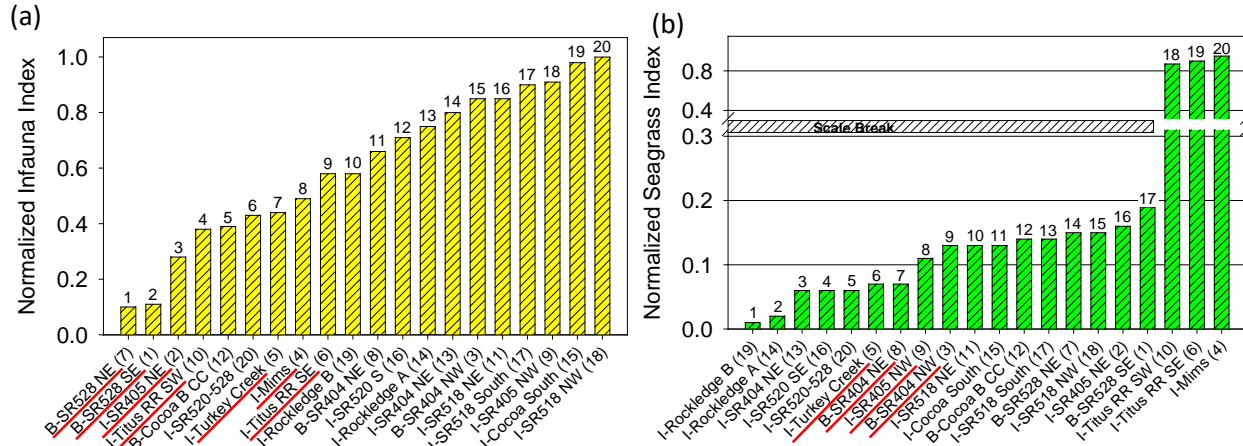 (a)
Normalized Infauna Index
1.0
0.8
0.6
0.4
0.2
0.0
1
2
3
4
5
6
7
8
9
10
11
12
13
14
15
16
17
18
19
20
B-SR528 NE (7)
B-SR528 SE (1)
I-SR405 NE (2)
I-Titus RR SW (10)
B-Cocoa B CC (12)
I-SR520-528 (20)
I-Turkey Creek (5)
I-Mims (4)
I-Titus RR SE (6)
I-Rockledge B (19)
B-SR404 NE (8)
I-SR520 S (16)
I-Rockledge A (14)
I-SR404 NE (13)
B-SR404 NW (3)
I-SR518 NE (11)
I-SR518 South (17)
I-SR405 NW (9)
I-Cocoa South (15)
I-SR518 NW (18)
(b)
Normalized Seagrass Index
0.8
0.4
0.3
0.2
0.1
0.0
Scale Break
1
2
3
4
5
6
7
8
9
10
11
12
13
14
15
16
17
18
19
20
I-Rockledge B (19)
I-Rockledge A (14)
I-SR404 NE (13)
I-SR520 SE (16)
I-SR520-528 (20)
I-Turkey Creek (5)
B-SR404 NE (8)
I-SR405 NW (9)
B-SR404 NW (3)
I-SR518 NE (11)
I-Cocoa South (15)
B-Cocoa B CC (12)
I-SR518 South (17)
B-SR528 NE (7)
I-SR518 NW (18)
I-SR405 NE (2)
B-SR528 SE (1)
I-Titus RR SW (10)
I-Titus RR SE (6)
I-Mims (4)